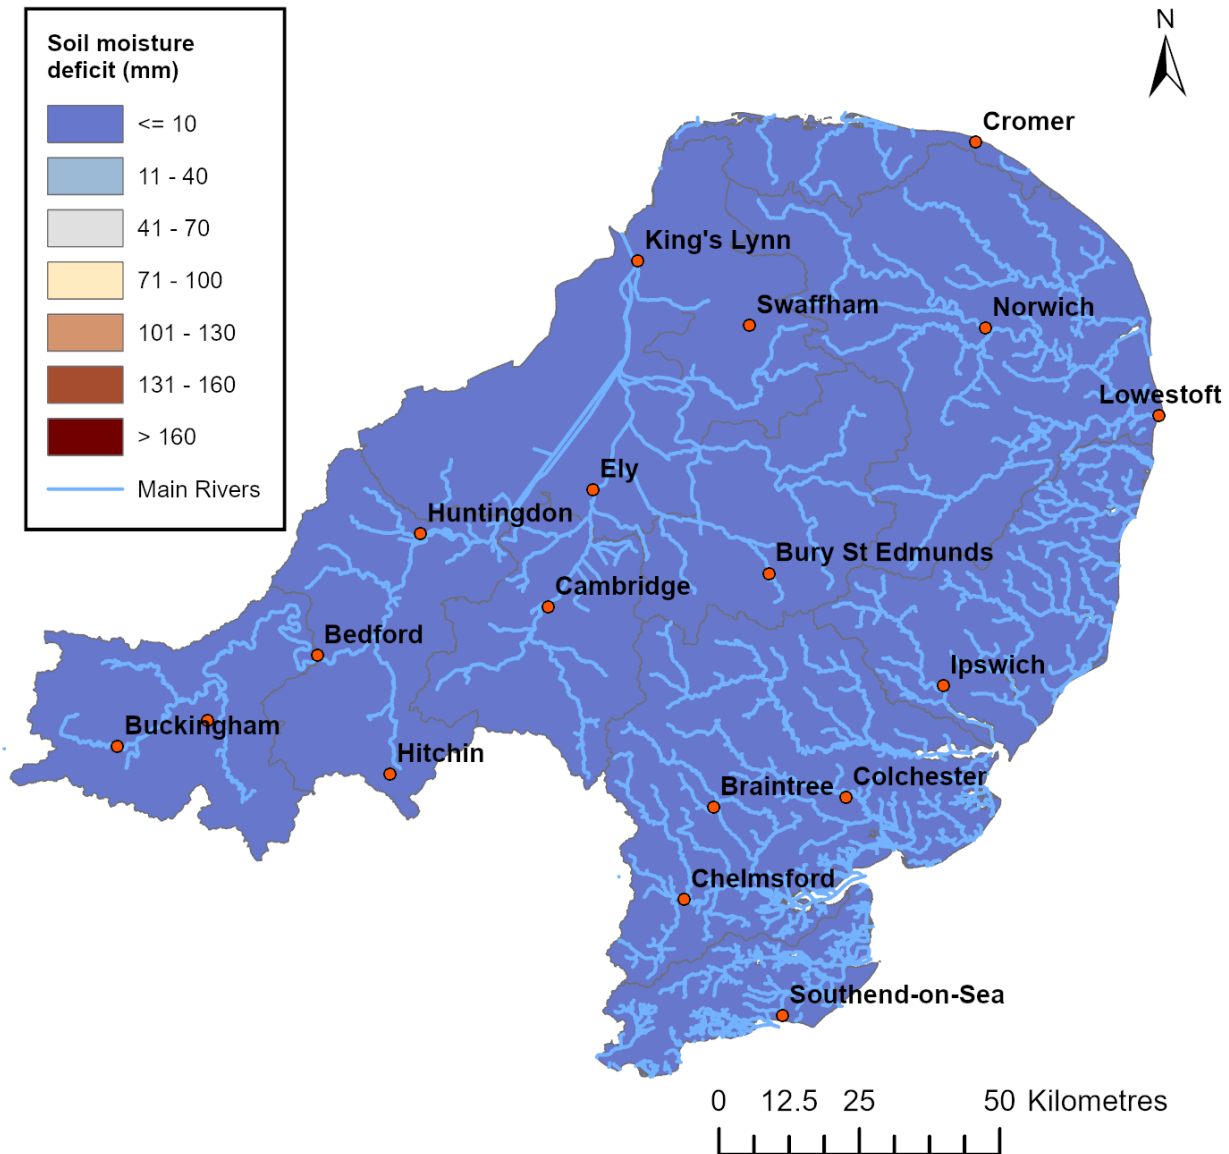 Soil moisture
deficit (mm)
<= 10
11 - 40
41 - 70
71 - 100
101 - 130
131 - 160
> 160
Main Rivers
N
Cromer
King's Lynn
Swaffham
Norwich
Lowestoft
Ely
Huntingdon
Bury St Edmunds
Cambridge
Bedford
Ipswich
Buckingham
Hitchin
Colchester
Braintree
Chelmsford
Southend-on-Sea
0 12.5 25 50 Kilometres